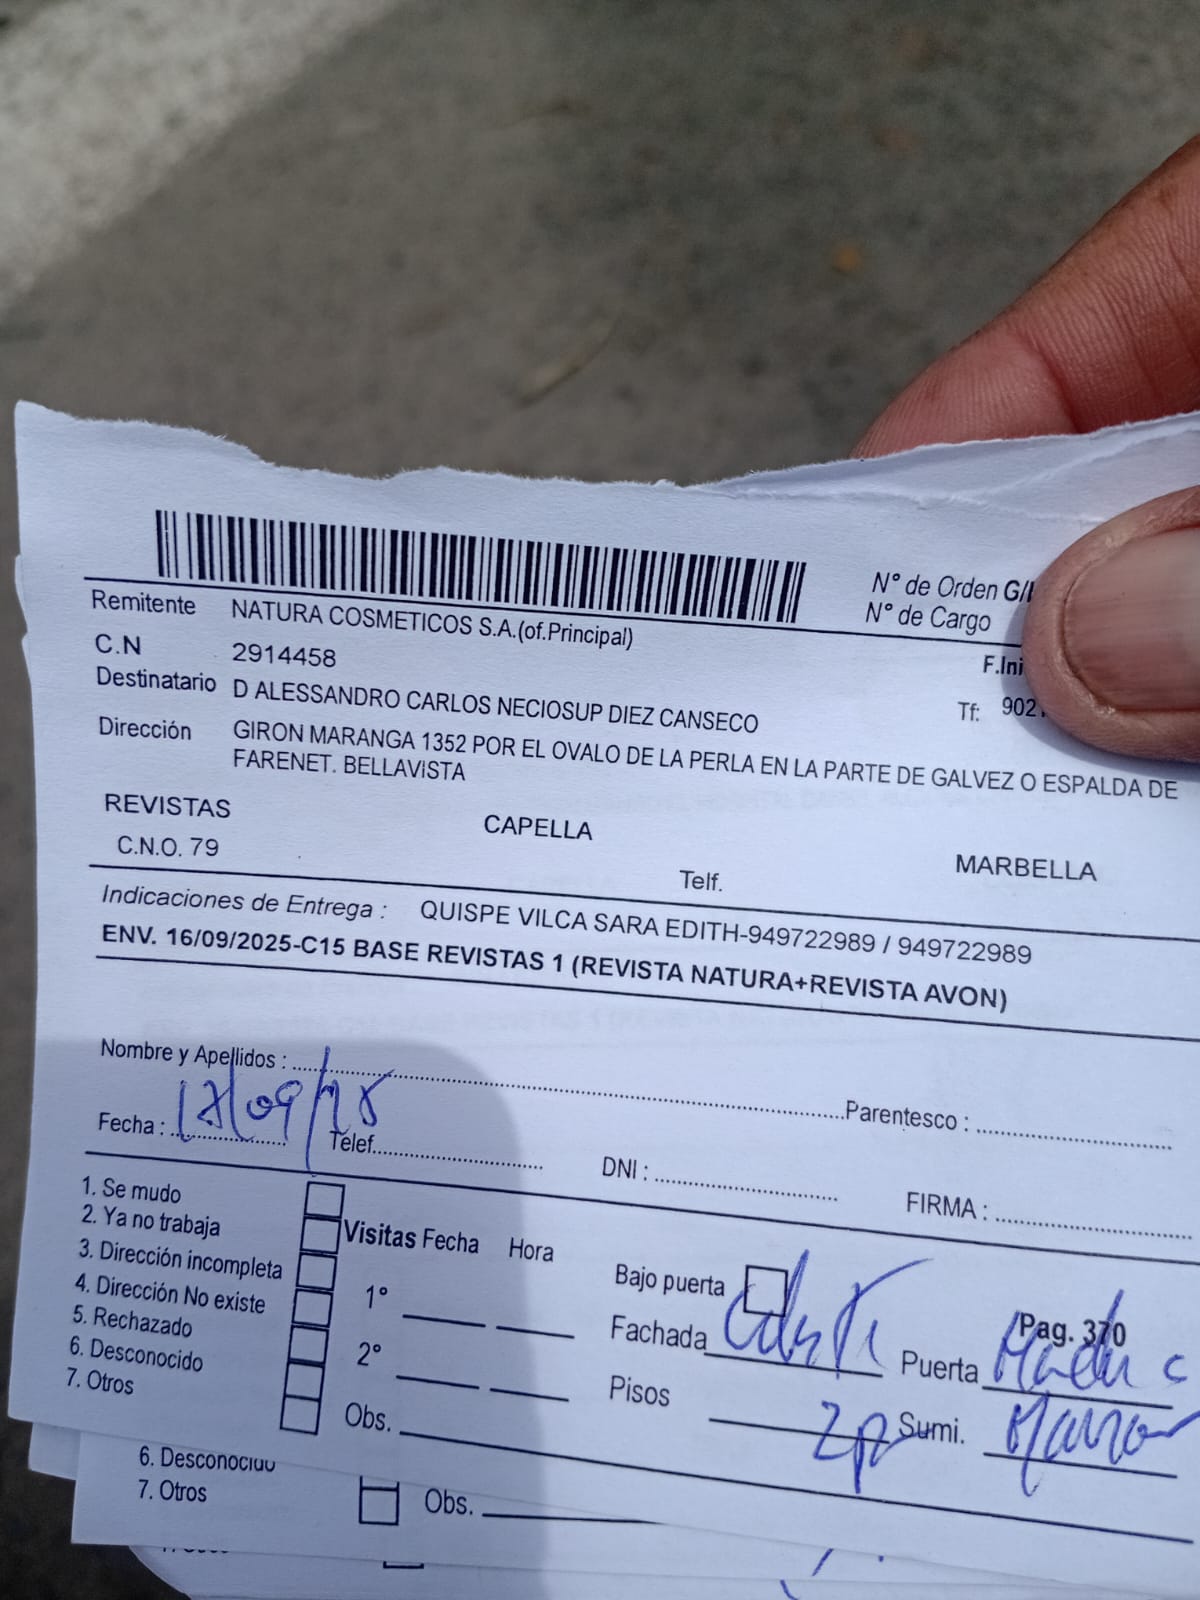 N° de Orden G/
N° de Cargo
Remitente NATURA COSMETICOS S.A.(of.Principal)
F.Ini
C.N 2914458
Tf: 902
Destinatario D ALESSANDRO CARLOS NECIOSUP DIEZ CANSECO
Dirección GIRON MARANGA 1352 POR EL OVALO DE LA PERLA EN LA PARTE DE GALVEZ O ESPALDA DE
FARENET. BELLAVISTA
REVISTAS CAPELLA MARBELLA
C.N.O. 79 Telf.
Indicaciones de Entrega : QUISPE VILCA SARA EDITH-949722989 / 949722989
ENV. 16/09/2025-C15 BASE REVISTAS 1 (REVISTA NATURA+REVISTA AVON)
Nombre y Apellidos : Parentesco :
Fecha : Telef. DNI : FIRMA :
1. Se mudo
2. Ya no trabaja Visitas Fecha Hora
3. Dirección incompleta 1° Bajo puerta Pag. 370
4. Dirección No existe Fachada Puerta
5. Rechazado 2° Pisos 2p Sumi.
6. Desconocido
7. Otros Obs.
6. Desconocido
7. Otros Obs.